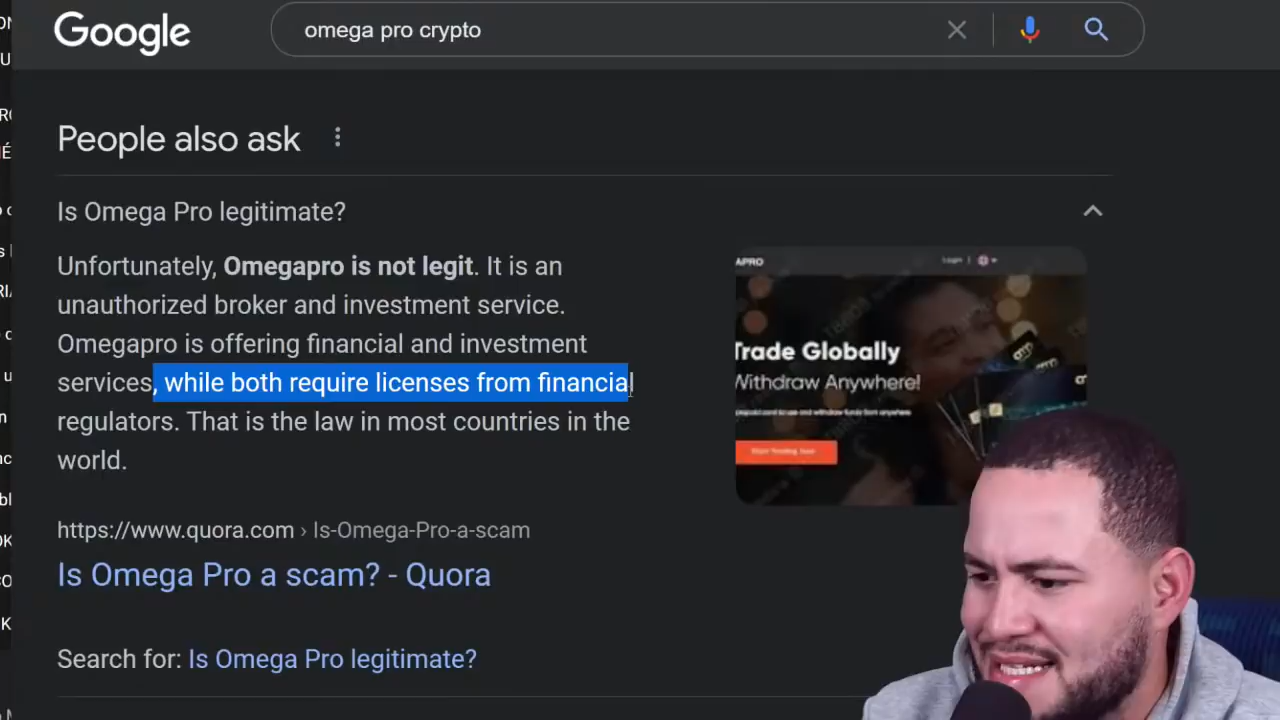 Google
omega pro crypto
People also ask
Is Omega Pro legitimate?
Unfortunately, Omegapro is not legit. It is an
unauthorized broker and investment service.
Omegapro is offering financial and investment
services, while both require licenses from financial
regulators. That is the law in most countries in the
world.
APRO
Login
Trade Globally
Withdraw Anywhere!
https://www.quora.com › Is-Omega-Pro-a-scam
Is Omega Pro a scam? - Quora
Search for: Is Omega Pro legitimate?